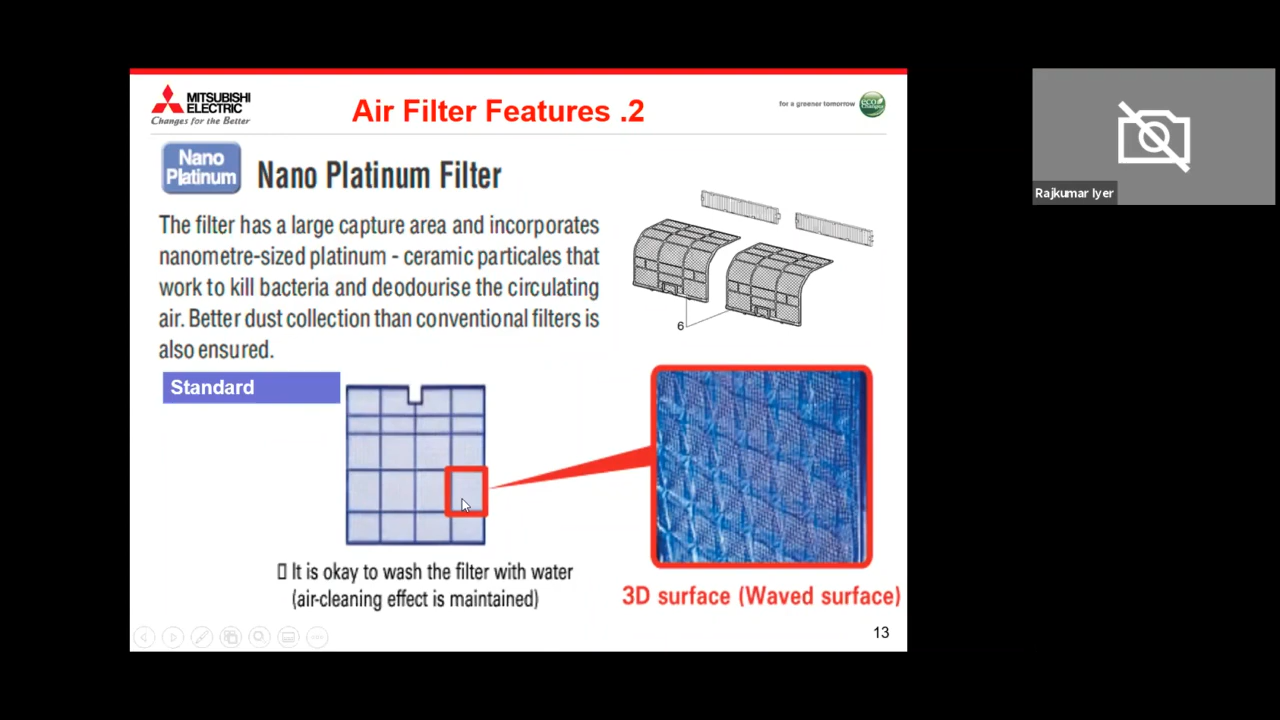 MITSUBISHI
ELECTRIC
Changes for the Better
Air Filter Features .2
for a greener tomorrow
eco
Changes
Nano
Platinum
Nano Platinum Filter
The filter has a large capture area and incorporates
nanometre-sized platinum - ceramic particales that
work to kill bacteria and deodourise the circulating
air. Better dust collection than conventional filters is
also ensured.
6
Standard
It is okay to wash the filter with water
(air-cleaning effect is maintained)
3D surface (Waved surface)
13
Rajkumar Iyer